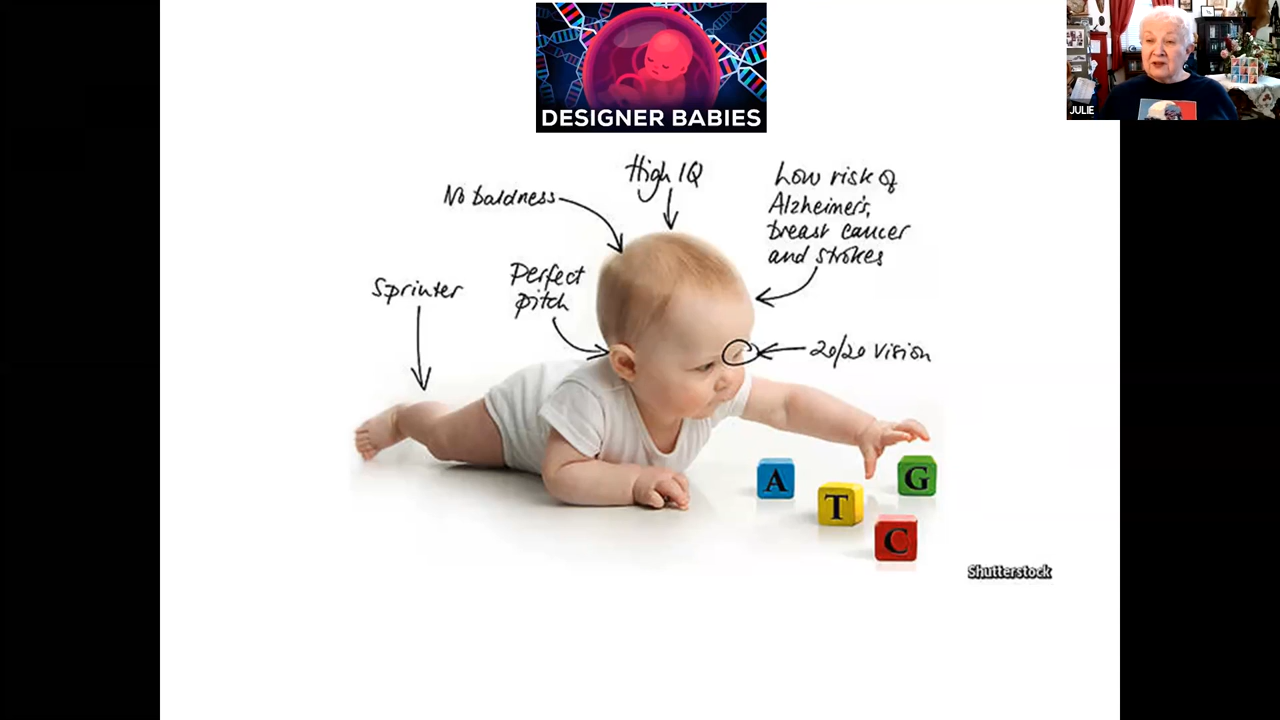 DESIGNER BABIES
JULIE
High IQ
No baldness
Low risk of
Alzheimer's,
breast cancer
and strokes
Perfect
pitch
Sprinter
20/20 vision
A
T
G
C
Shutterstock